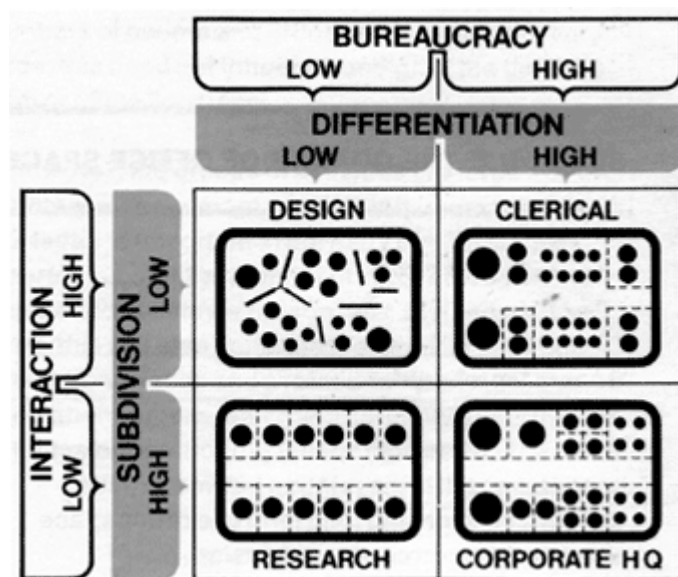 BUREAUCRACY
LOW HIGH
DIFFERENTIATION
LOW HIGH
DESIGN CLERICAL
INTERACTION
HIGH
LOW
SUBDIVISION
LOW
HIGH
RESEARCH CORPORATE HQ